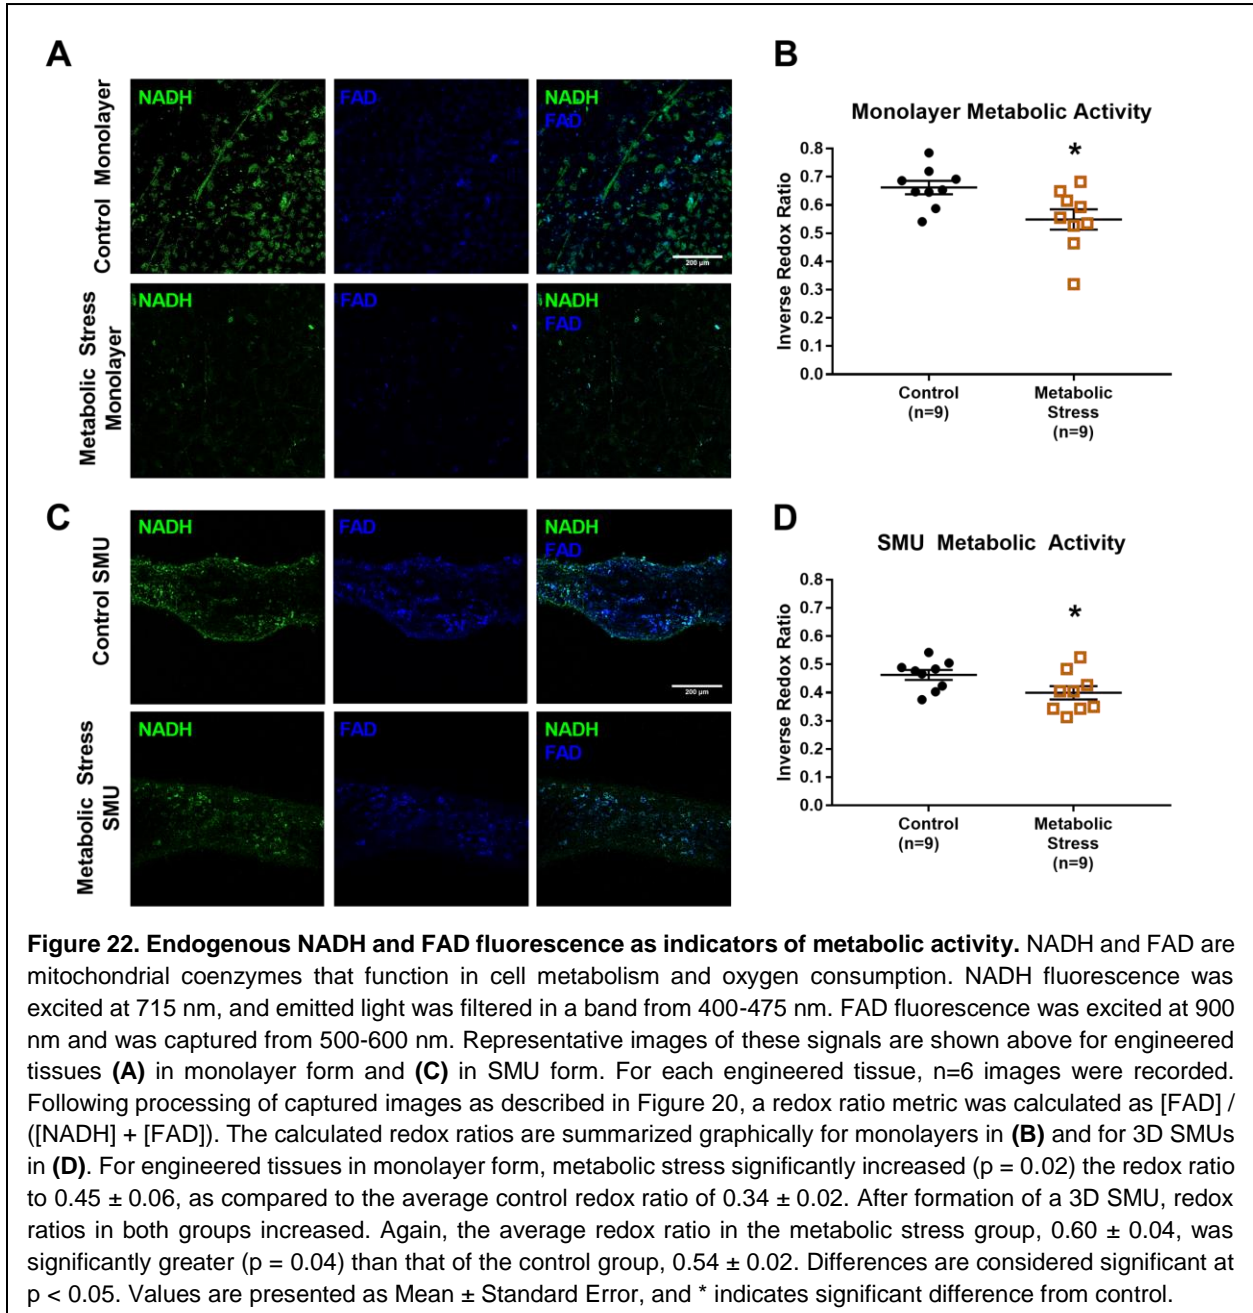 A
Control Monolayer
NADH
FAD
NADH
FAD
200 µm
Metabolic Stress
Monolayer
NADH
FAD
NADH
FAD
B
Monolayer Metabolic Activity
Inverse Redox Ratio
0.8
0.7
0.6
0.5
0.4
0.3
0.2
0.1
0.0
*
Control
(n=9)
Metabolic
Stress
(n=9)
C
Control SMU
NADH
FAD
NADH
FAD
200 µm
Metabolic Stress
SMU
NADH
FAD
NADH
FAD
D
SMU Metabolic Activity
Inverse Redox Ratio
0.8
0.7
0.6
0.5
0.4
0.3
0.2
0.1
0.0
*
Control
(n=9)
Metabolic
Stress
(n=9)
Figure 22. Endogenous NADH and FAD fluorescence as indicators of metabolic activity. NADH and FAD are
mitochondrial coenzymes that function in cell metabolism and oxygen consumption. NADH fluorescence was
excited at 715 nm, and emitted light was filtered in a band from 400-475 nm. FAD fluorescence was excited at 900
nm and was captured from 500-600 nm. Representative images of these signals are shown above for engineered
tissues (A) in monolayer form and (C) in SMU form. For each engineered tissue, n=6 images were recorded.
Following processing of captured images as described in Figure 20, a redox ratio metric was calculated as [FAD] /
([NADH] + [FAD]). The calculated redox ratios are summarized graphically for monolayers in (B) and for 3D SMUs
in (D). For engineered tissues in monolayer form, metabolic stress significantly increased (p = 0.02) the redox ratio
to 0.45 ± 0.06, as compared to the average control redox ratio of 0.34 ± 0.02. After formation of a 3D SMU, redox
ratios in both groups increased. Again, the average redox ratio in the metabolic stress group, 0.60 ± 0.04, was
significantly greater (p = 0.04) than that of the control group, 0.54 ± 0.02. Differences are considered significant at
p < 0.05. Values are presented as Mean ± Standard Error, and * indicates significant difference from control.